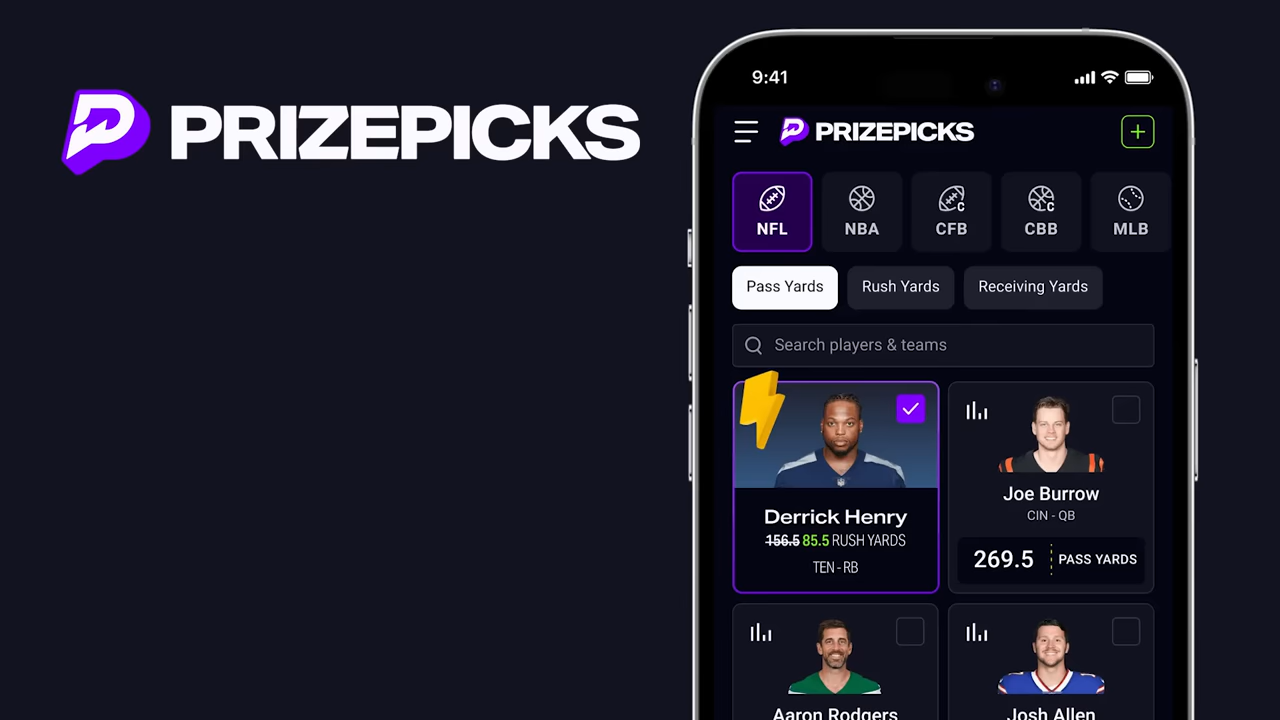 PRIZEPICKS
9:41
PRIZEPICKS
NFL
NBA
CFB
CBB
MLB
Pass Yards
Rush Yards
Receiving Yards
Search players & teams
Derrick Henry
156.5 85.5 RUSH YARDS
TEN - RB
Joe Burrow
CIN - QB
269.5 PASS YARDS
Aaron Rodgers
Josh Allen